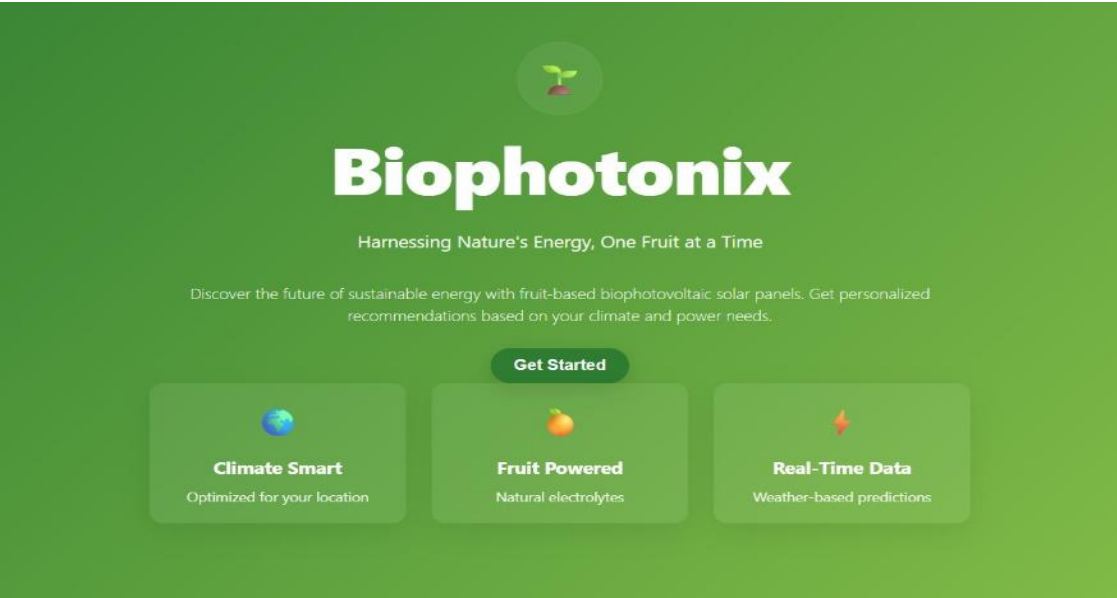 Biophotonix
Harnessing Nature's Energy, One Fruit at a Time
Discover the future of sustainable energy with fruit-based biophotovoltaic solar panels. Get personalized
recommendations based on your climate and power needs.
Get Started
Climate Smart
Optimized for your location
Fruit Powered
Natural electrolytes
Real-Time Data
Weather-based predictions